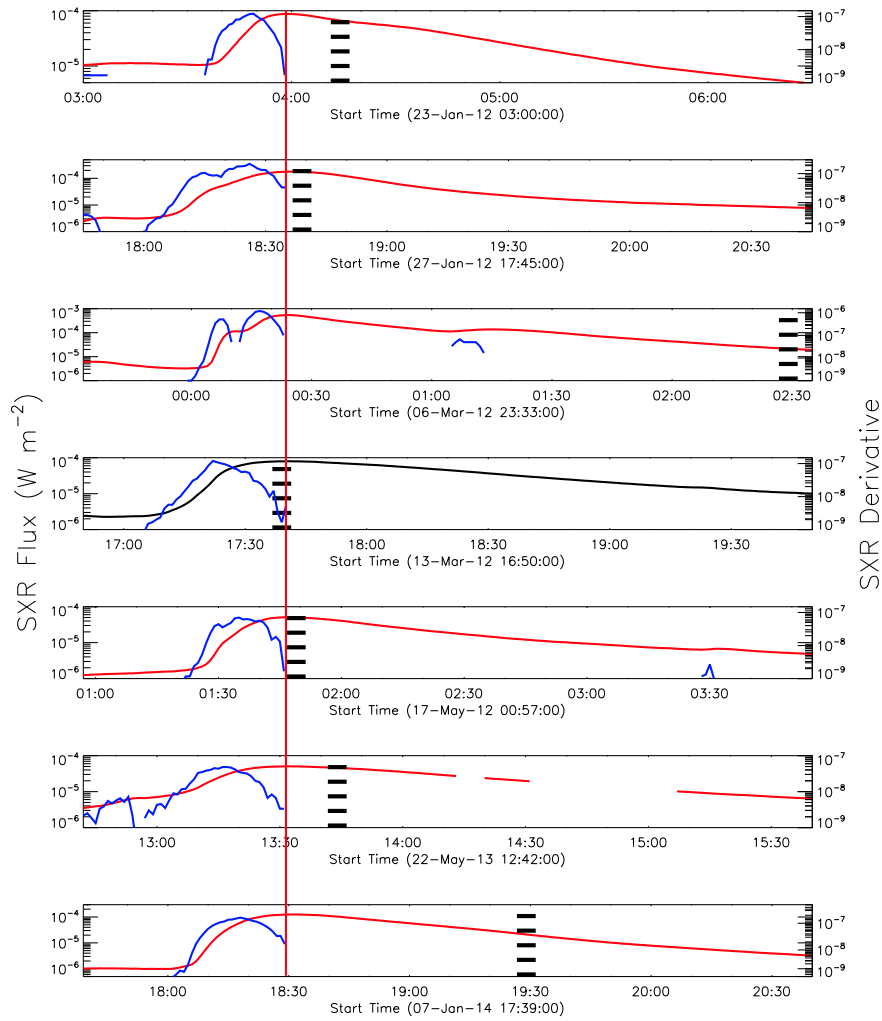 10⁻⁴ 10⁻⁷
10⁻⁸
10⁻⁵ 10⁻⁹
03:00 04:00 05:00 06:00
Start Time (23-Jan-12 03:00:00)
10⁻⁴ 10⁻⁷
10⁻⁵ 10⁻⁸
10⁻⁶ 10⁻⁹
18:00 18:30 19:00 19:30 20:00 20:30
Start Time (27-Jan-12 17:45:00)
10⁻³ 10⁻⁶
10⁻⁴ 10⁻⁷
10⁻⁵ 10⁻⁸
10⁻⁶ 10⁻⁹
00:00 00:30 01:00 01:30 02:00 02:30
Start Time (06-Mar-12 23:33:00)
SXR Flux (W m⁻²)
SXR Derivative
10⁻⁴ 10⁻⁷
10⁻⁵ 10⁻⁸
10⁻⁶ 10⁻⁹
17:00 17:30 18:00 18:30 19:00 19:30
Start Time (13-Mar-12 16:50:00)
10⁻⁴ 10⁻⁷
10⁻⁵ 10⁻⁸
10⁻⁶ 10⁻⁹
01:00 01:30 02:00 02:30 03:00 03:30
Start Time (17-May-12 00:57:00)
10⁻⁴ 10⁻⁷
10⁻⁵ 10⁻⁸
10⁻⁶ 10⁻⁹
13:00 13:30 14:00 14:30 15:00 15:30
Start Time (22-May-13 12:42:00)
10⁻⁴ 10⁻⁷
10⁻⁵ 10⁻⁸
10⁻⁶ 10⁻⁹
18:00 18:30 19:00 19:30 20:00 20:30
Start Time (07-Jan-14 17:39:00)